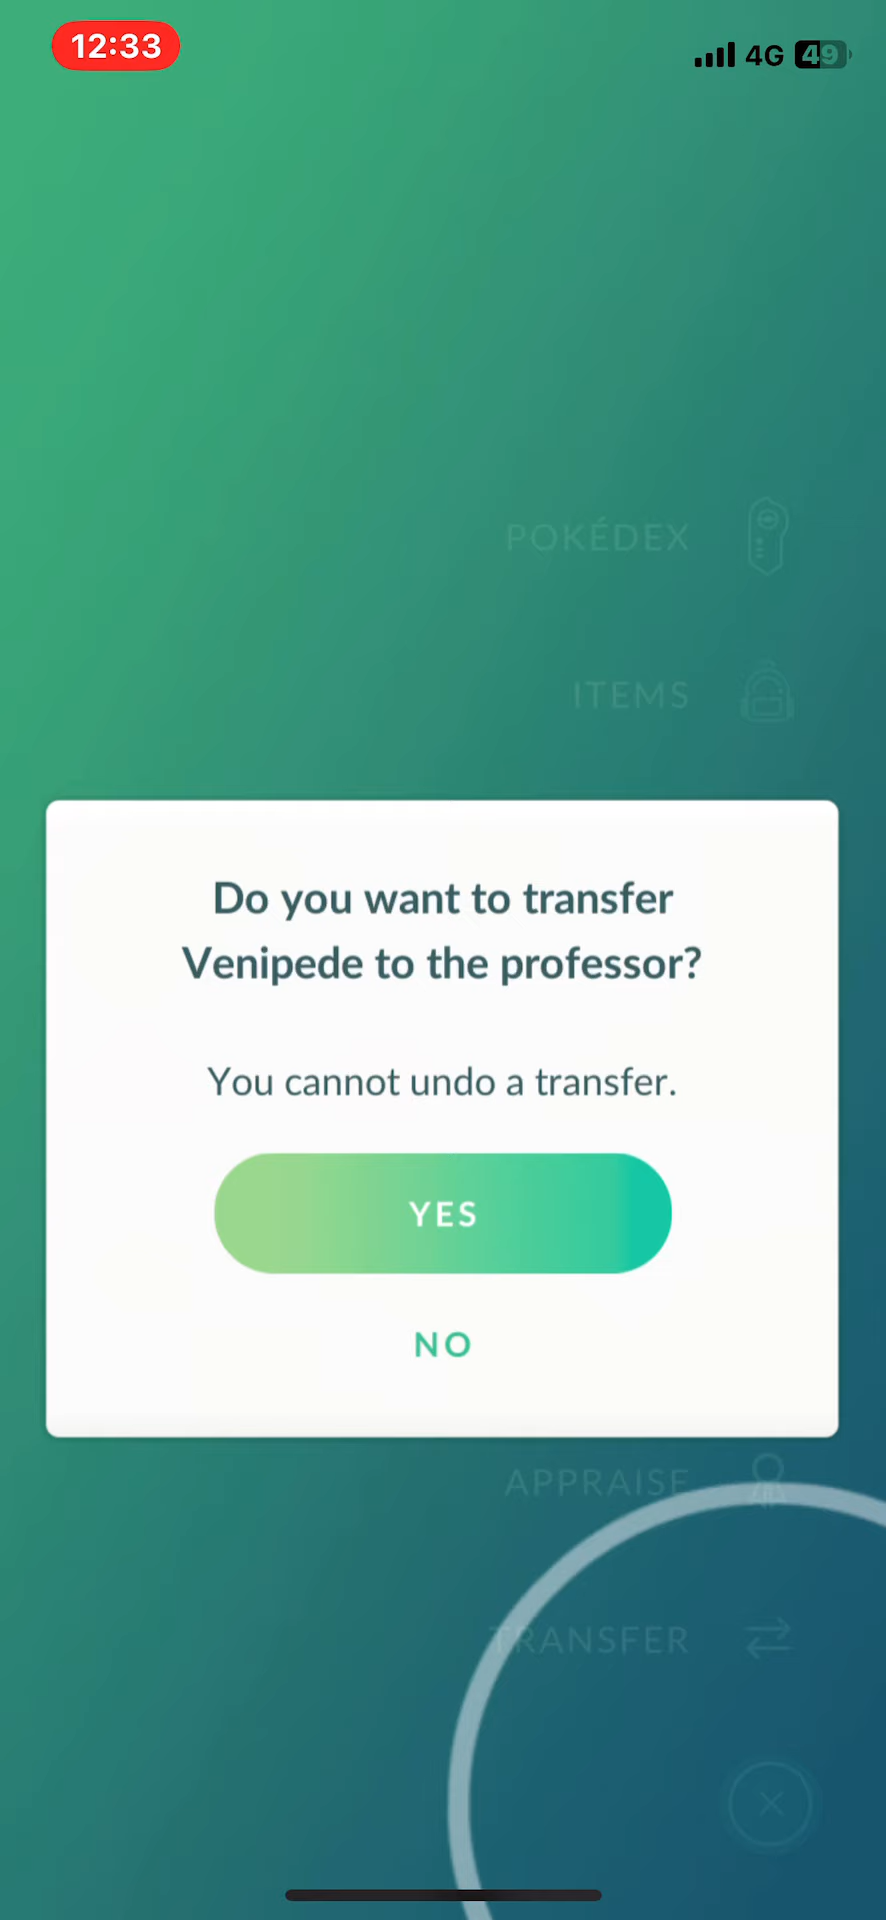 12:33
4G 49
POKÉDEX
ITEMS
Do you want to transfer
Venipede to the professor?
You cannot undo a transfer.
YES
NO
APPRAISE
TRANSFER